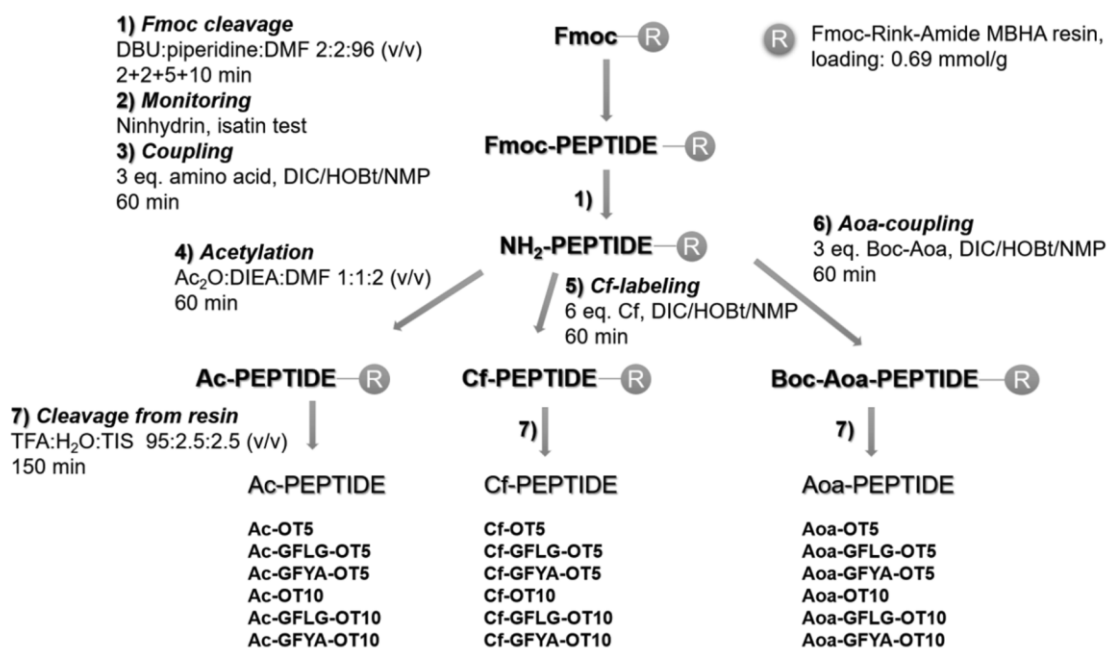 1) Fmoc cleavage
DBU:piperidine:DMF 2:2:96 (v/v)
2+2+5+10 min
2) Monitoring
Ninhydrin, isatin test
3) Coupling
3 eq. amino acid, DIC/HOBt/NMP
60 min
Fmoc R
R Fmoc-Rink-Amide MBHA resin,
loading: 0.69 mmol/g
Fmoc-PEPTIDE R
1)
NH₂-PEPTIDE R
4) Acetylation
Ac₂O:DIEA:DMF 1:1:2 (v/v)
60 min
5) Cf-labeling
6 eq. Cf, DIC/HOBt/NMP
60 min
6) Aoa-coupling
3 eq. Boc-Aoa, DIC/HOBt/NMP
60 min
Ac-PEPTIDE R
Cf-PEPTIDE R
Boc-Aoa-PEPTIDE R
7) Cleavage from resin
TFA:H₂O:TIS 95:2.5:2.5 (v/v)
150 min
7)
7)
Ac-PEPTIDE
Ac-OT5
Ac-GFLG-OT5
Ac-GFYA-OT5
Ac-OT10
Ac-GFLG-OT10
Ac-GFYA-OT10
Cf-PEPTIDE
Cf-OT5
Cf-GFLG-OT5
Cf-GFYA-OT5
Cf-OT10
Cf-GFLG-OT10
Cf-GFYA-OT10
Aoa-PEPTIDE
Aoa-OT5
Aoa-GFLG-OT5
Aoa-GFYA-OT5
Aoa-OT10
Aoa-GFLG-OT10
Aoa-GFYA-OT10